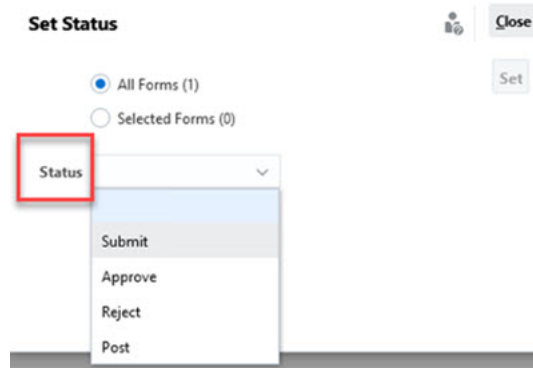 Set Status
Close
All Forms (1)
Set
Selected Forms (0)
Status
Submit
Approve
Reject
Post